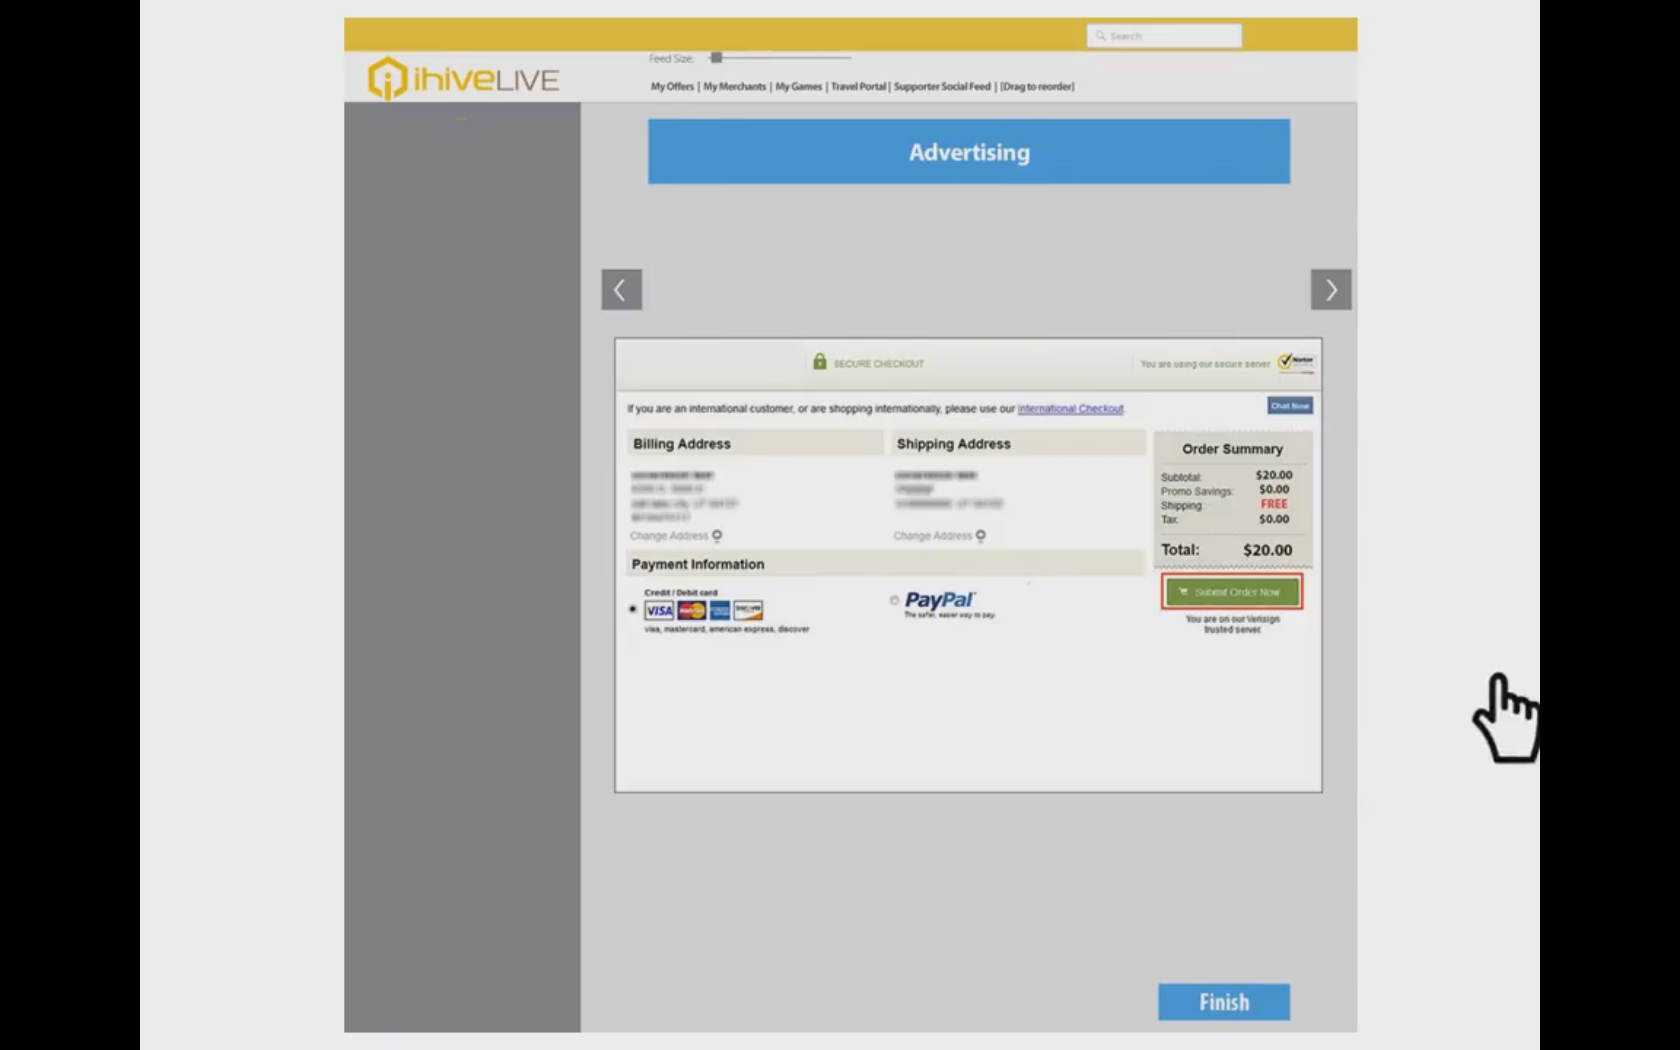 Search
ihiveLIVE
Feed Size:
My Offers | My Merchants | My Games | Travel Portal | Supporter Social Feed | [Drag to reorder]
Advertising
SECURE CHECKOUT
You are using our secure server
Norton
If you are an international customer, or are shopping internationally, please use our International Checkout.
Chat Now
Billing Address
Shipping Address
Change Address
Change Address
Order Summary
Subtotal: $20.00
Promo Savings: $0.00
Shipping: FREE
Tax: $0.00
Total: $20.00
Submit Order Now
You are on our Verisign
trusted server.
Payment Information
Credit / Debit card
VISA MasterCard DISCOVER
visa, mastercard, american express, discover
PayPal
The safer, easier way to pay.
Finish